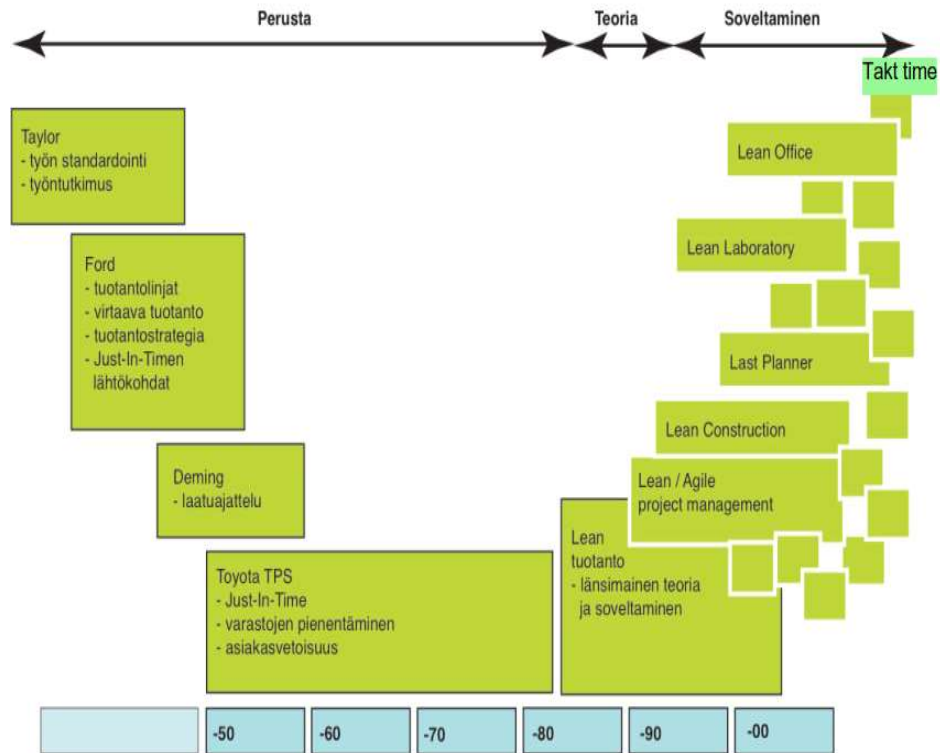 Perusta
Teoria
Soveltaminen
Takt time
Taylor
- työn standardointi
- työntutkimus
Lean Office
Ford
- tuotantolinjat
- virtaava tuotanto
- tuotantostrategia
- Just-In-Timen
lähtökohdat
Lean Laboratory
Last Planner
Lean Construction
Deming
- laatuajattelu
Lean / Agile
project management
Lean
tuotanto
- länsimainen teoria
ja soveltaminen
Toyota TPS
- Just-In-Time
- varastojen pienentäminen
- asiakasvetoisuus
-50
-60
-70
-80
-90
-00